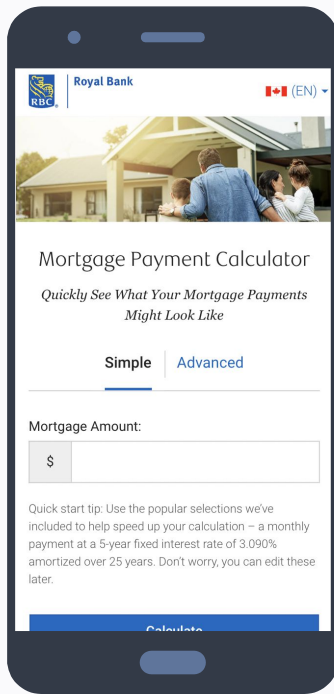 Royal Bank
RBC
(EN)
Mortgage Payment Calculator
Quickly See What Your Mortgage Payments
Might Look Like
Simple Advanced
Mortgage Amount:
$
Quick start tip: Use the popular selections we've
included to help speed up your calculation – a monthly
payment at a 5-year fixed interest rate of 3.090%
amortized over 25 years. Don't worry, you can edit these
later.
Calculate